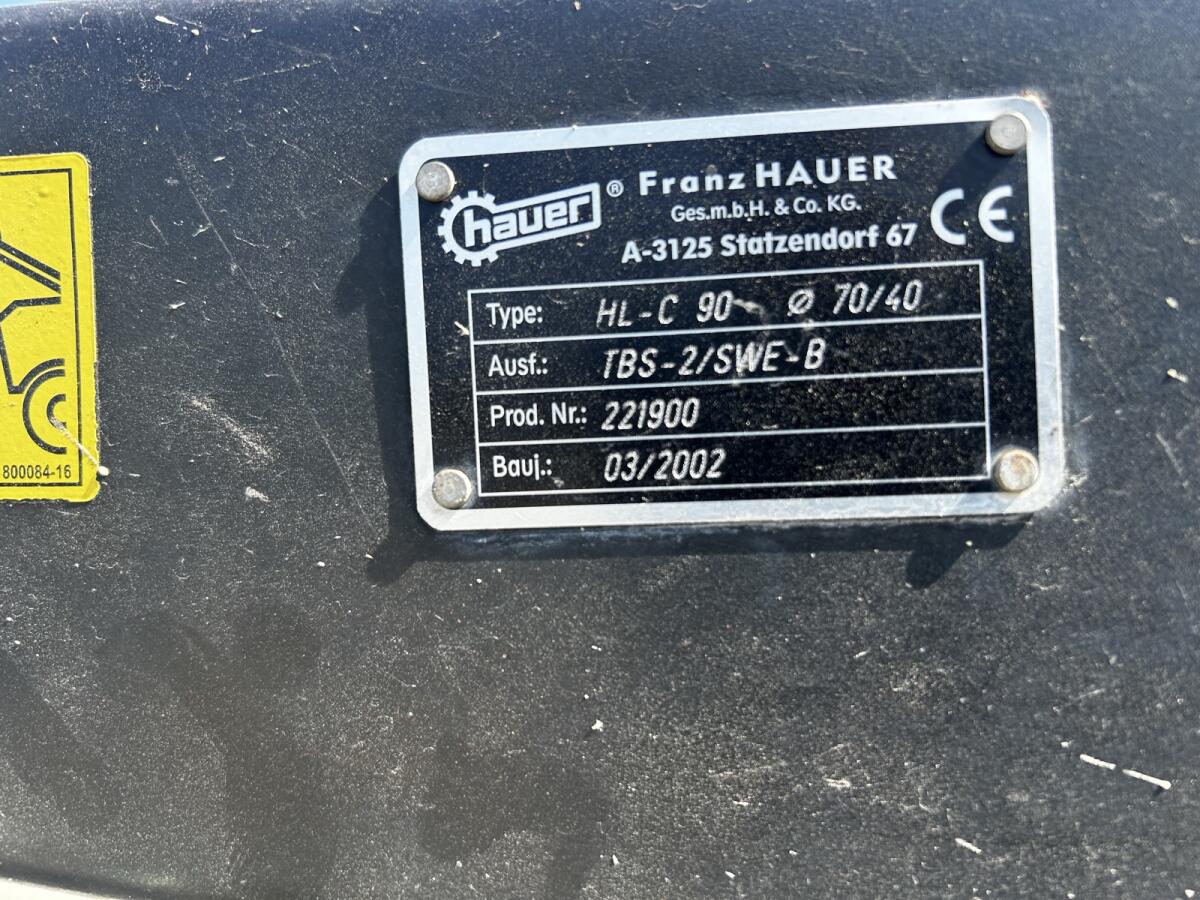 hauer ® Franz HAUER
Ges.m.b.H. & Co. KG.
A-3125 Statzendorf 67 CE
Type: HL-C 90 Ø 70/40
Ausf.: TBS-2/SWE-B
Prod. Nr.: 221900
Bauj.: 03/2002
800084-16